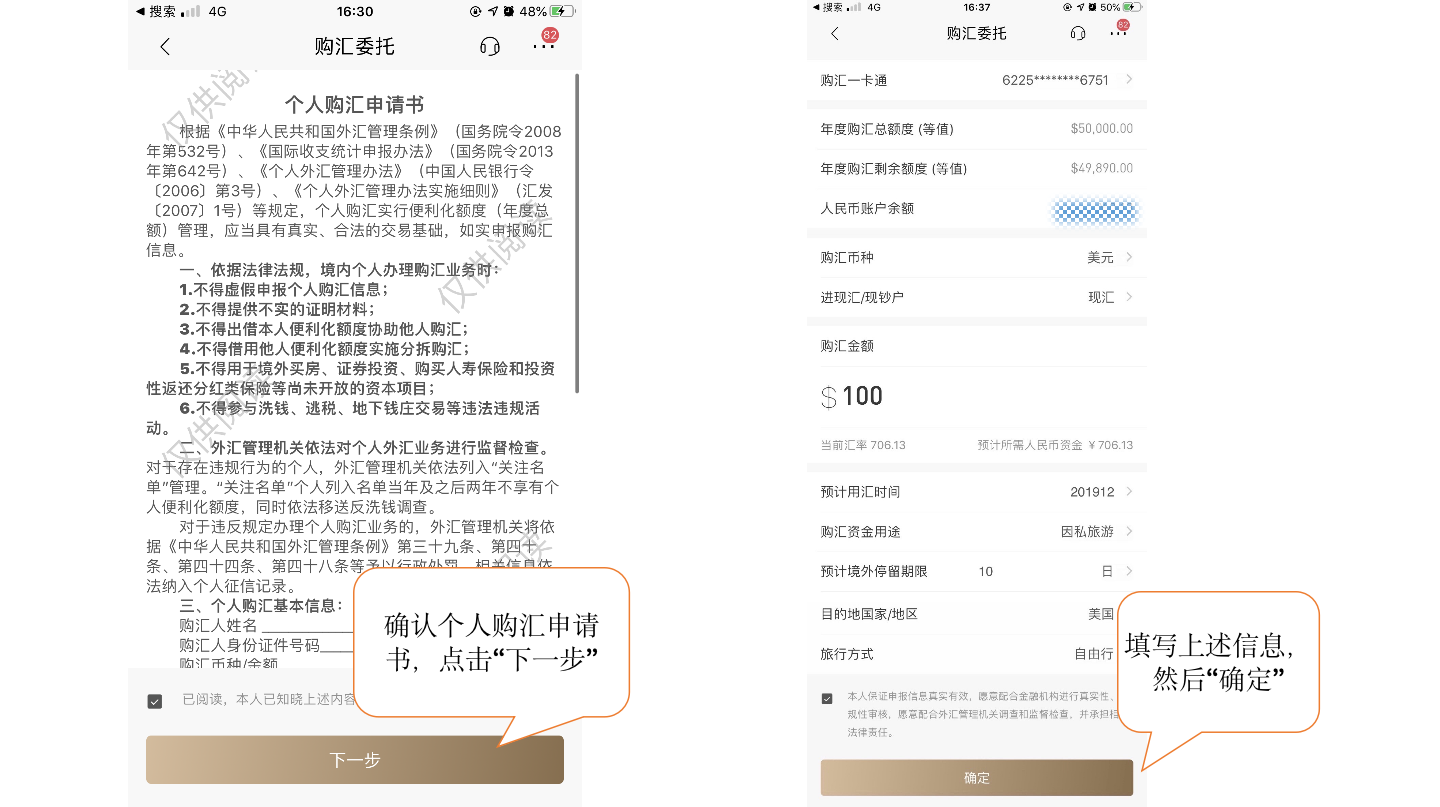 搜索 4G 16:30 48%
购汇委托 82
仅供阅读
个人购汇申请书
根据《中华人民共和国外汇管理条例》（国务院令2008
年第532号）、《国际收支统计申报办法》（国务院令2013
年第642号）、《个人外汇管理办法》（中国人民银行令
〔2006〕第3号）、《个人外汇管理办法实施细则》（汇发
〔2007〕1号）等规定，个人购汇实行便利化额度（年度总
额）管理，应当具有真实、合法的交易基础，如实申报购汇
信息。
仅供阅读
一、依据法律法规，境内个人办理购汇业务时：
1.不得虚假申报个人购汇信息；
2.不得提供不实的证明材料；
3.不得出借本人便利化额度协助他人购汇；
4.不得借用他人便利化额度实施分拆购汇；
5.不得用于境外买房、证券投资、购买人寿保险和投资
性返还分红类保险等尚未开放的资本项目；
6.不得参与洗钱、逃税、地下钱庄交易等违法违规活
动。
仅供阅读
二、外汇管理机关依法对个人外汇业务进行监督检查。
对于存在违规行为的个人，外汇管理机关依法列入“关注名
单”管理。“关注名单”个人列入名单当年及之后两年不享有个
人便利化额度，同时依法移送反洗钱调查。
对于违反规定办理个人购汇业务的，外汇管理机关将依
据《中华人民共和国外汇管理条例》第三十九条、第四十
条、第四十四条、第四十八条等予以行政处罚，相关信息依
法纳入个人征信记录。
阅读
三、个人购汇基本信息：
购汇人姓名
购汇人身份证件号码
购汇币种/金额
已阅读，本人已知晓上述内容
下一步
确认个人购汇申请
书，点击“下一步”
搜索 4G 16:37 50%
购汇委托 82
购汇一卡通 6225********6751
年度购汇总额度 (等值) $50,000.00
年度购汇剩余额度 (等值) $49,890.00
人民币账户余额
购汇币种 美元
进现汇/现钞户 现汇
购汇金额
$ 100
当前汇率 706.13 预计所需人民币资金 ￥706.13
预计用汇时间 201912
购汇资金用途 因私旅游
预计境外停留期限 10 日
目的地国家/地区 美国
旅行方式 自由行
本人保证申报信息真实有效，愿意配合金融机构进行真实性、
规性审核，愿意配合外汇管理机关调查和监督检查，并承担相
法律责任。
确定
填写上述信息，
然后“确定”